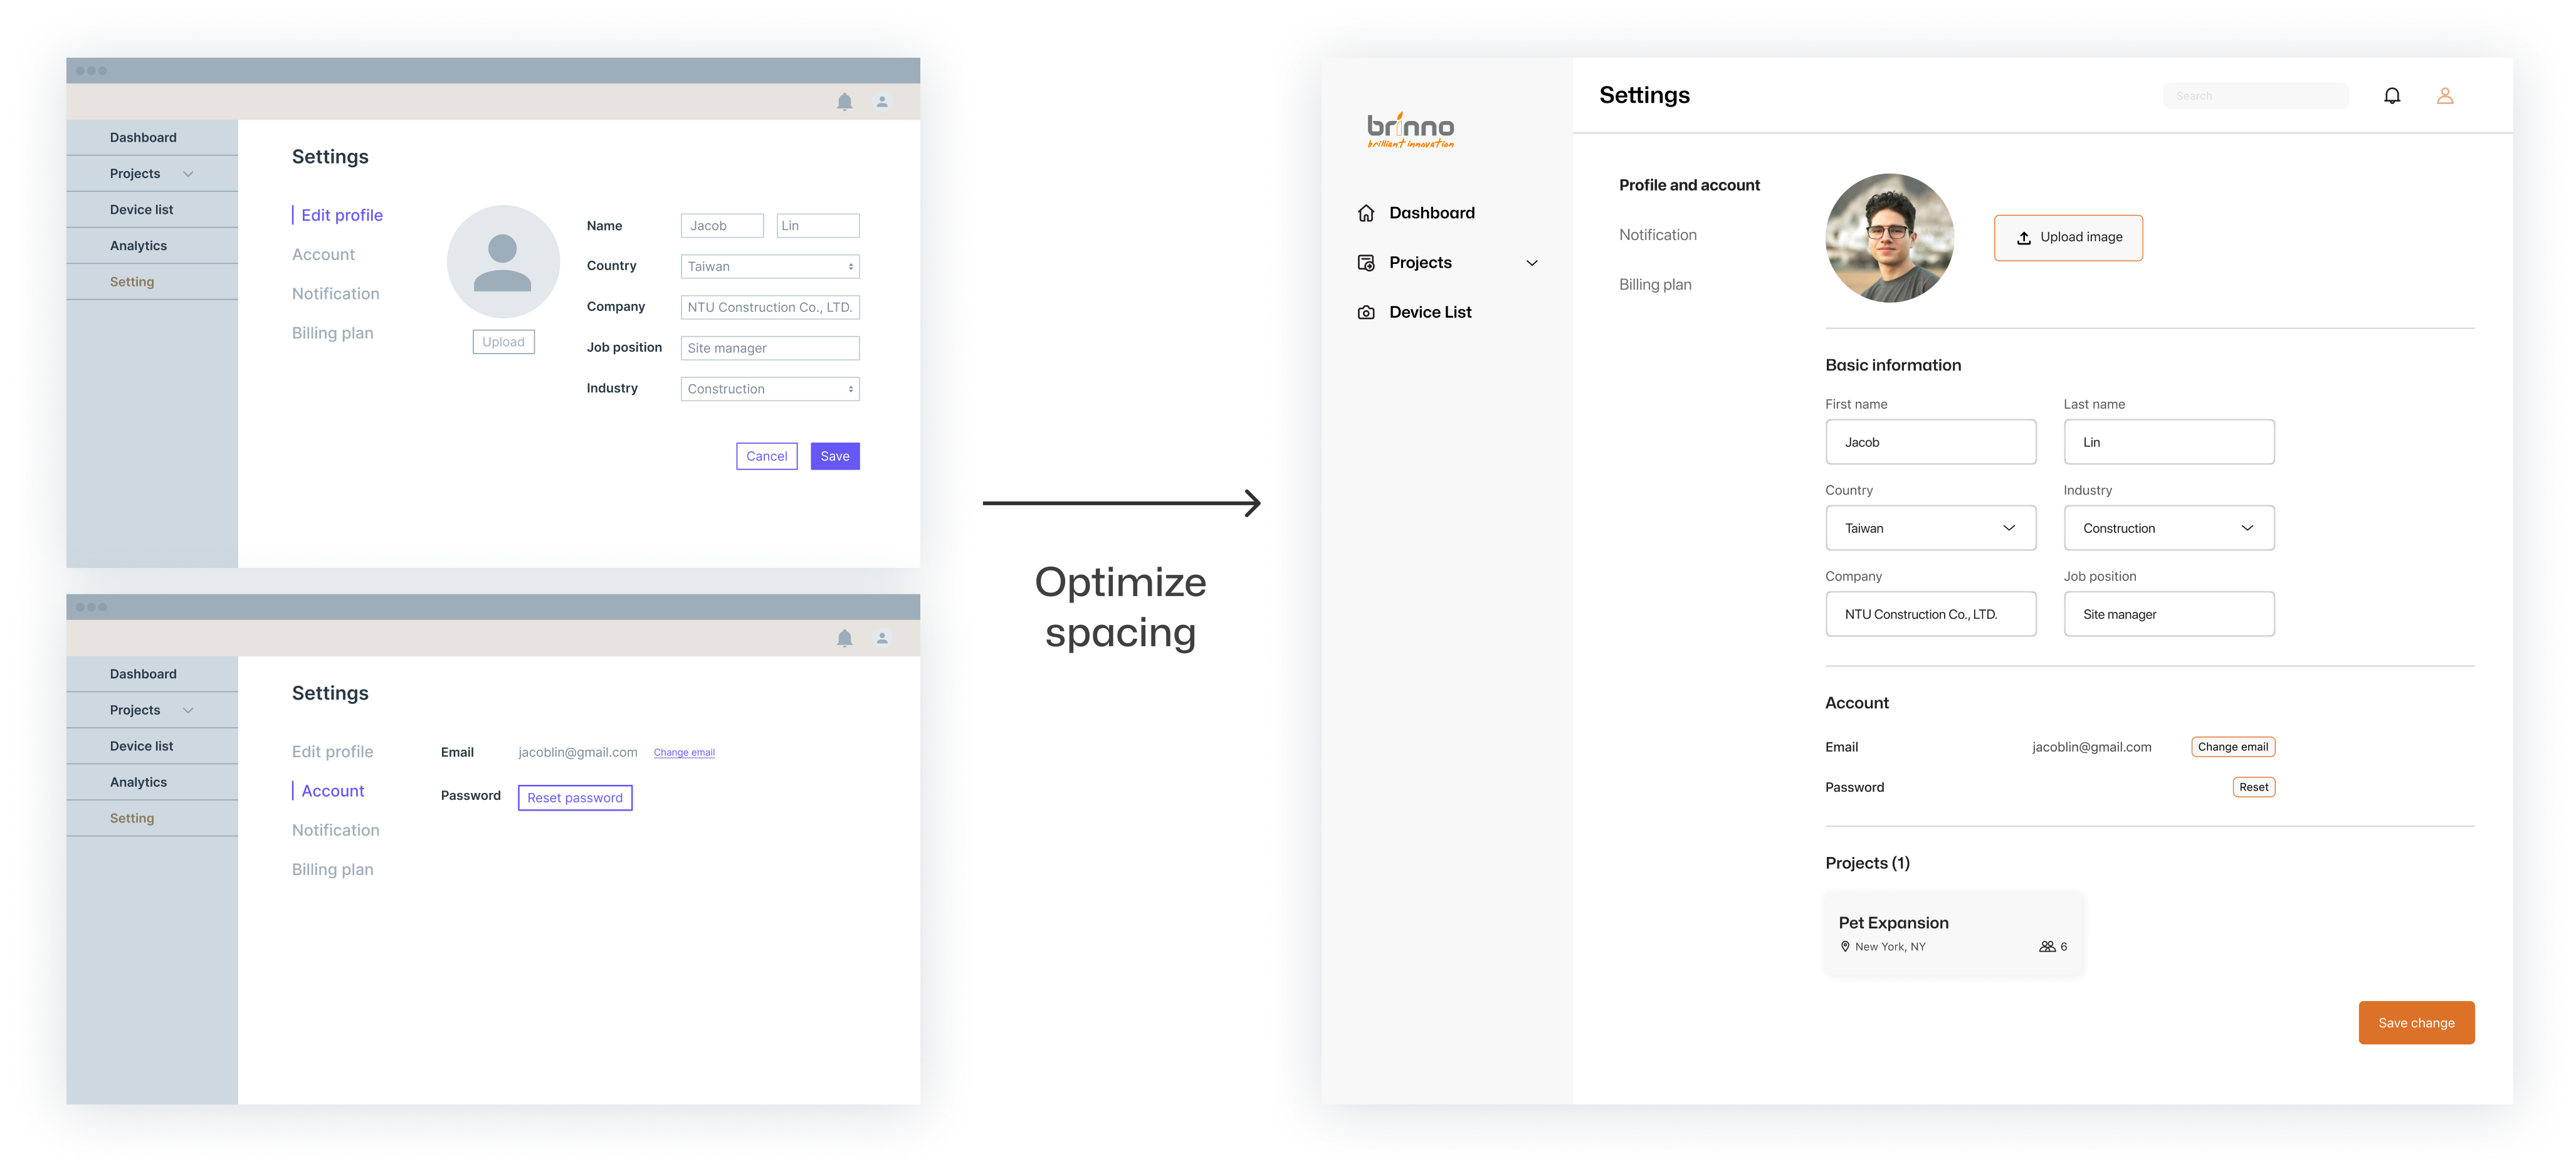 Dashboard
Projects
Device list
Analytics
Setting
Settings
Edit profile
Account
Notification
Billing plan
Upload
Name Jacob Lin
Country Taiwan
Company NTU Construction Co., LTD.
Job position Site manager
Industry Construction
Cancel Save
Dashboard
Projects
Device list
Analytics
Setting
Settings
Edit profile
Account
Notification
Billing plan
Email jacoblin@gmail.com Change email
Password Reset password
Optimize
spacing
brinno
brilliant innovation
Dashboard
Projects
Device List
Settings
Search
Profile and account
Notification
Billing plan
Upload image
Basic information
First name Last name
Jacob Lin
Country Industry
Taiwan Construction
Company Job position
NTU Construction Co., LTD. Site manager
Account
Email jacoblin@gmail.com Change email
Password Reset
Projects (1)
Pet Expansion
New York, NY 6
Save change